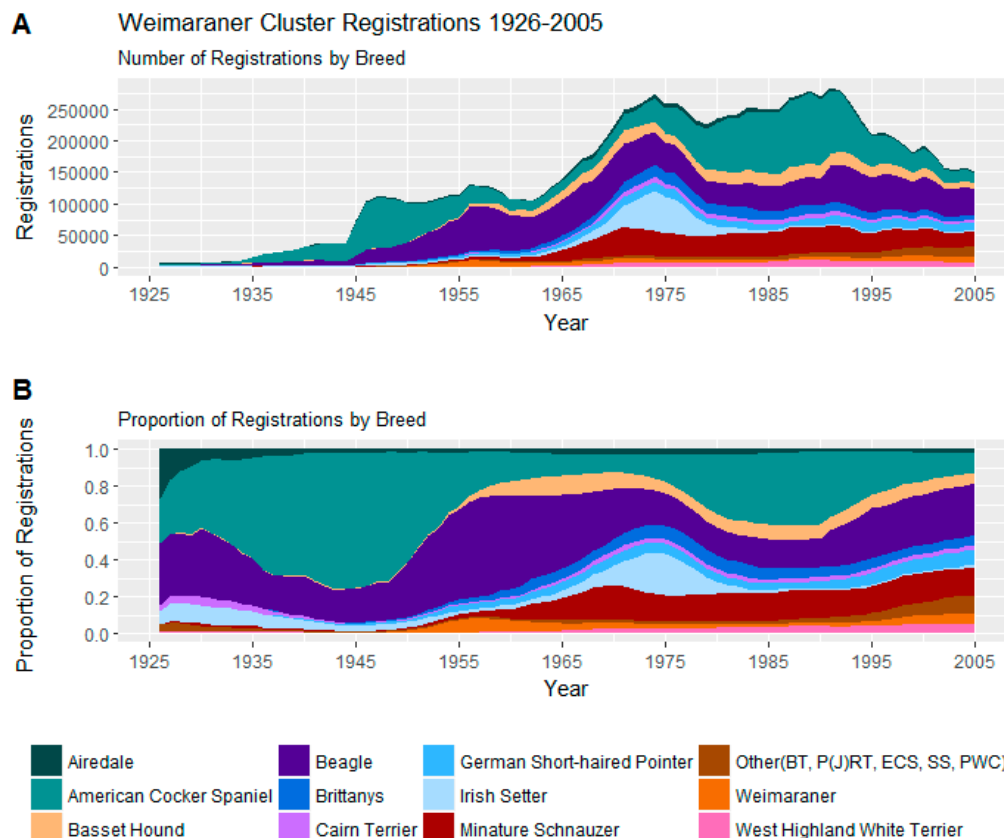 A
Weimaraner Cluster Registrations 1926-2005
Number of Registrations by Breed
Registrations
250000
200000
150000
100000
50000
0
1925 1935 1945 1955 1965 1975 1985 1995 2005
Year
B
Proportion of Registrations by Breed
Proportion of Registrations
1.0
0.8
0.6
0.4
0.2
0.0
1925 1935 1945 1955 1965 1975 1985 1995 2005
Year
Airedale Beagle German Short-haired Pointer Other(BT, P(J)RT, ECS, SS, PWC)
American Cocker Spaniel Brittanys Irish Setter Weimaraner
Basset Hound Cairn Terrier Minature Schnauzer West Highland White Terrier